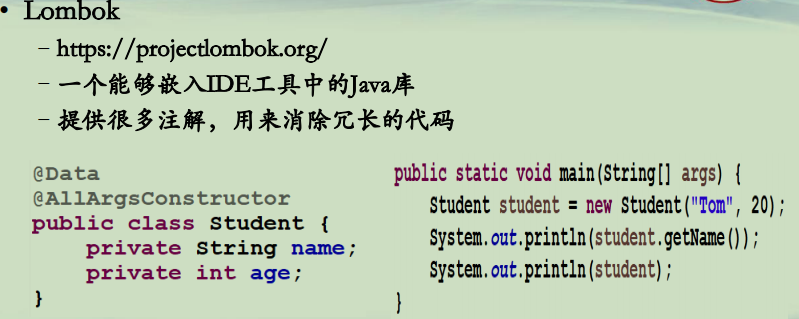 • Lombok
– https://projectlombok.org/
– 一个能够嵌入IDE工具中的Java库
– 提供很多注解，用来消除冗长的代码
@Data
@AllArgsConstructor
public class Student {
    private String name;
    private int age;
}
public static void main(String[] args) {
    Student student = new Student("Tom", 20);
    System.out.println(student.getName());
    System.out.println(student);
}